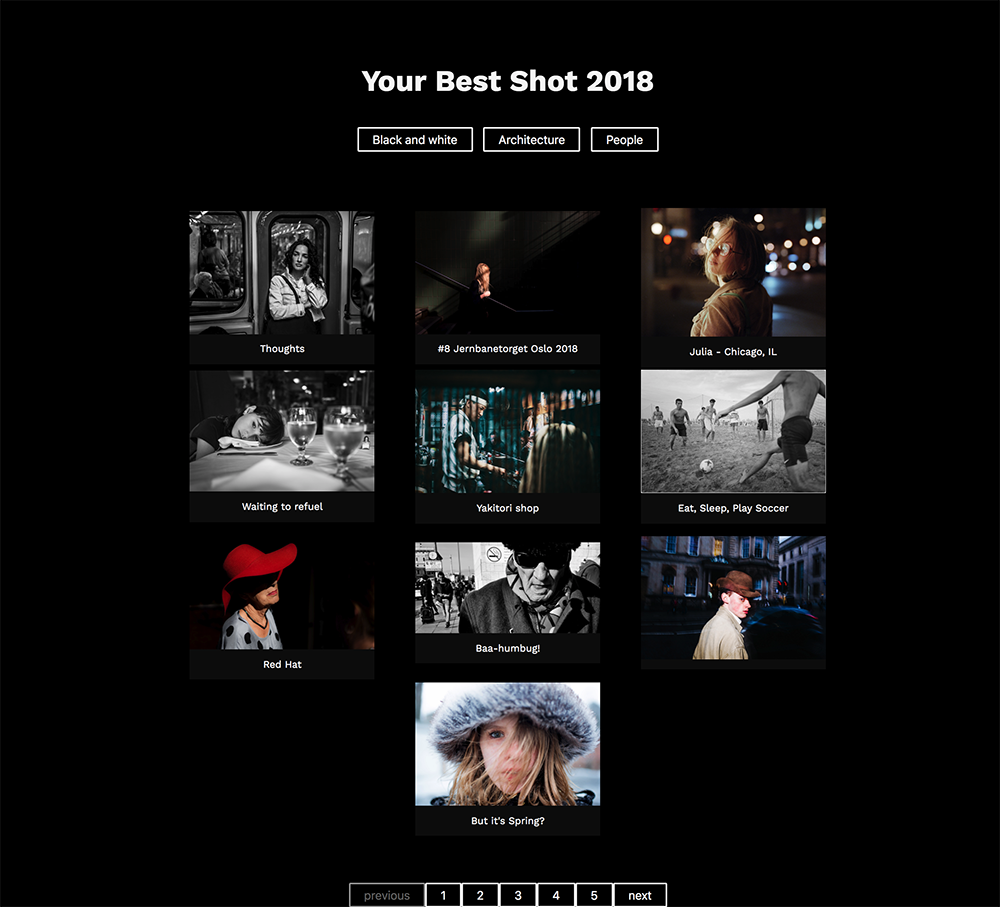 Your Best Shot 2018
Black and white Architecture People
Thoughts #8 Jernbanetorget Oslo 2018 Julia - Chicago, IL
Waiting to refuel Yakitori shop Eat, Sleep, Play Soccer
Red Hat Baa-humbug!
But it's Spring?
previous 1 2 3 4 5 next